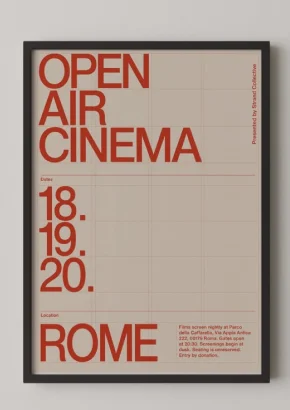 OPEN
AIR
CINEMA
Presented by Strand Collective
Dates
18.
19.
20.
Location
ROME
Films screen nightly at Parco
della Caffarella, Via Appia Antica
222, 00179 Roma. Gates open
at 20:30. Screenings begin at
dusk. Seating is unreserved.
Entry by donation.